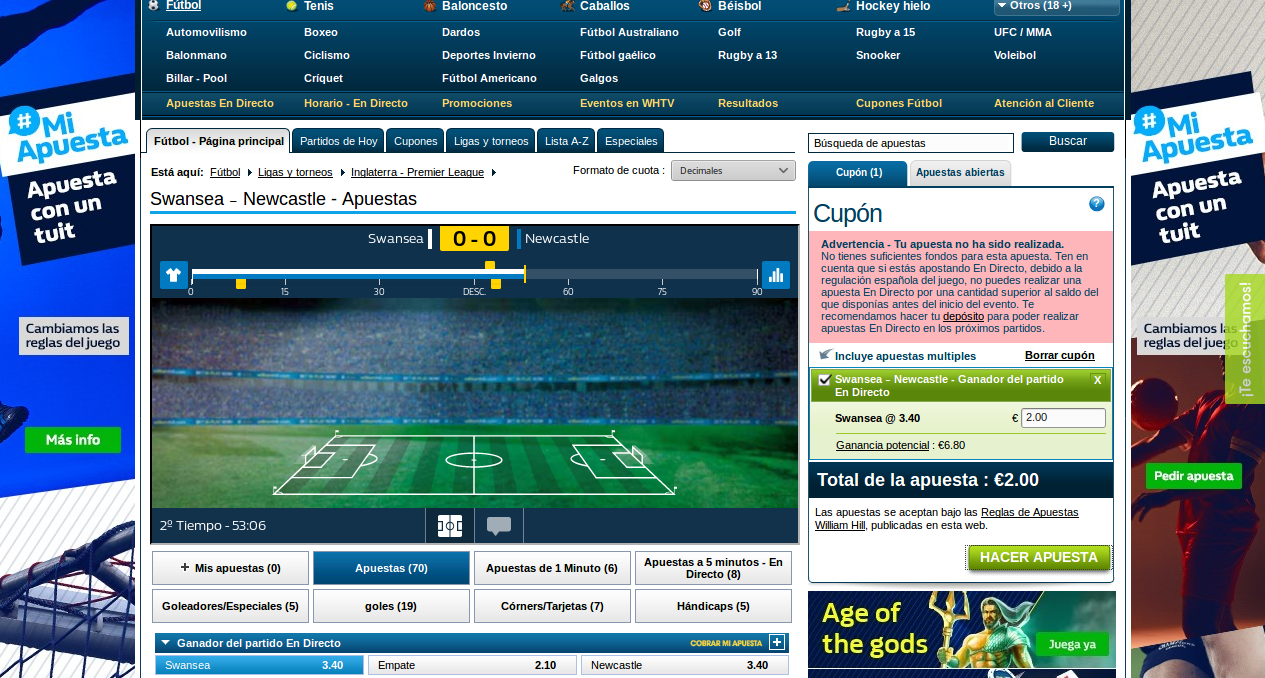 Fútbol
Tenis
Baloncesto
Caballos
Béisbol
Hockey hielo
Otros (18 +)
Automovilismo
Boxeo
Dardos
Fútbol Australiano
Golf
Rugby a 15
UFC / MMA
Balonmano
Ciclismo
Deportes Invierno
Fútbol gaélico
Rugby a 13
Snooker
Voleibol
Billar - Pool
Críquet
Fútbol Americano
Galgos
Apuestas En Directo
Horario - En Directo
Promociones
Eventos en WHTV
Resultados
Cupones Fútbol
Atención al Cliente
#Mi
Apuesta
Apuesta
con un
tuit
Cambiamos las
reglas del juego
Más info
Fútbol - Página principal
Partidos de Hoy
Cupones
Ligas y torneos
Lista A-Z
Especiales
Está aquí:
Fútbol
Ligas y torneos
Inglaterra - Premier League
Formato de cuota :
Decimales
Swansea – Newcastle - Apuestas
Swansea
0 - 0
Newcastle
0
15
30
DESC.
60
75
90
2º Tiempo - 53:06
+ Mis apuestas (0)
Apuestas (70)
Apuestas de 1 Minuto (6)
Apuestas a 5 minutos - En
Directo (8)
Goleadores/Especiales (5)
goles (19)
Córners/Tarjetas (7)
Hándicaps (5)
Ganador del partido En Directo
COBRAR MI APUESTA
Swansea 3.40
Empate 2.10
Newcastle 3.40
Búsqueda de apuestas
Buscar
Cupón (1)
Apuestas abiertas
Cupón
?
Advertencia - Tu apuesta no ha sido realizada.
No tienes suficientes fondos para esta apuesta. Ten en
cuenta que si estás apostando En Directo, debido a la
regulación española del juego, no puedes realizar una
apuesta En Directo por una cantidad superior al saldo del
que disponías antes del inicio del evento. Te
recomendamos hacer tu depósito para poder realizar
apuestas En Directo en los próximos partidos.
Incluye apuestas multiples
Borrar cupón
Swansea – Newcastle - Ganador del partido
En Directo
X
Swansea @ 3.40
€ 2.00
Ganancia potencial : €6.80
Total de la apuesta : €2.00
Las apuestas se aceptan bajo las Reglas de Apuestas
William Hill, publicadas en esta web.
HACER APUESTA
Age of
the gods
Juega ya
#Mi
Apuesta
Apuesta
con un
tuit
Cambiamos las
reglas del juego
¡Te escuchamos!
Pedir apuesta